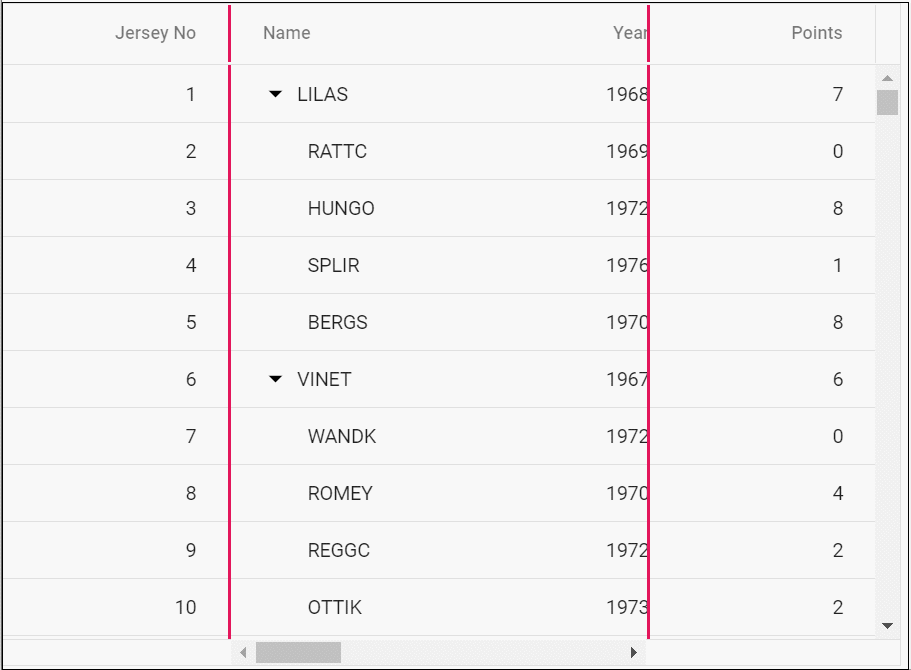 Jersey No Name Year Points
1 LILAS 1968 7
2 RATTC 1969 0
3 HUNGO 1972 8
4 SPLIR 1976 1
5 BERGS 1970 8
6 VINET 1967 6
7 WANDK 1972 0
8 ROMEY 1970 4
9 REGGC 1972 2
10 OTTIK 1973 2